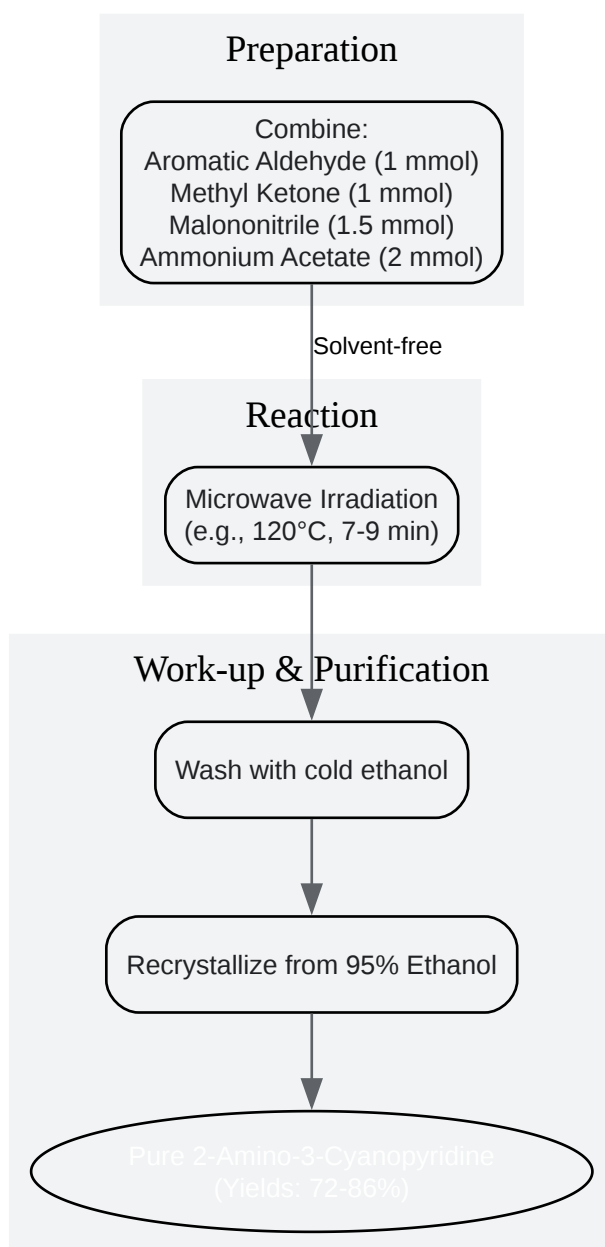 Preparation
Combine:
Aromatic Aldehyde (1 mmol)
Methyl Ketone (1 mmol)
Malononitrile (1.5 mmol)
Ammonium Acetate (2 mmol)
Solvent-free
Reaction
Microwave Irradiation
(e.g., 120°C, 7-9 min)
Work-up & Purification
Wash with cold ethanol
Recrystallize from 95% Ethanol
Pure 2-Amino-3-Cyanopyridine
(Yields: 72-86%)